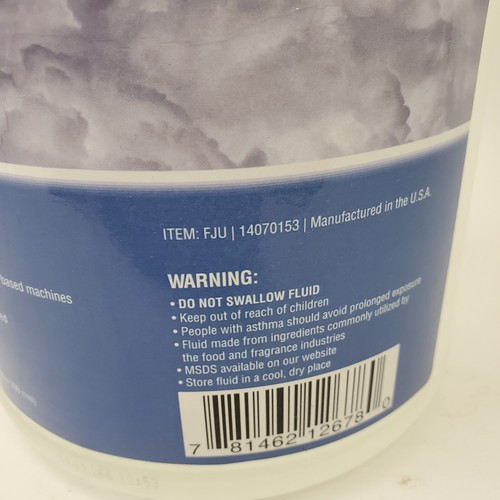 ITEM: FJU | 14070153 | Manufactured in the U.S.A.
based machines
WARNING:
• DO NOT SWALLOW FLUID
• Keep out of reach of children
• People with asthma should avoid prolonged exposure
• Fluid made from ingredients commonly utilized by
the food and fragrance industries
• MSDS available on our website
• Store fluid in a cool, dry place
7 81462 12678 0